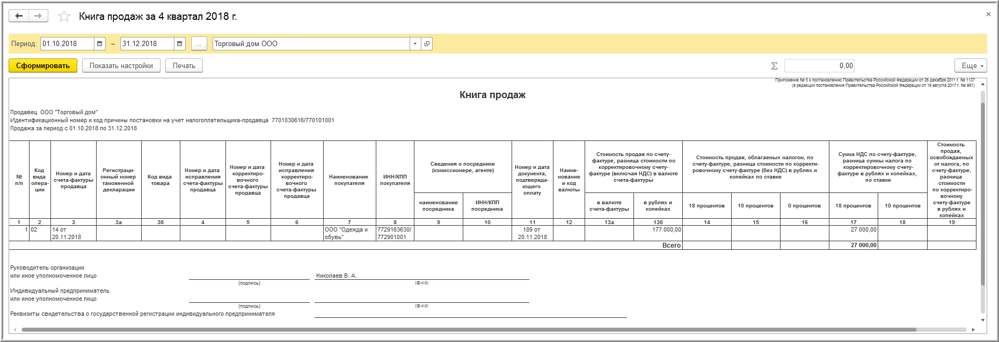 Книга продаж за 4 квартал 2018 г.
×
Период: 01.10.2018 – 31.12.2018 ... Торговый дом ООО
Сформировать Показать настройки Печать Σ 0,00 Еще
Приложение № 5 к постановлению Правительства Российской Федерации от 26 декабря 2011 г. № 1137
(в редакции постановления Правительства Российской Федерации от 19 августа 2017 г. № 981)
Книга продаж
Продавец ООО "Торговый дом"
Идентификационный номер и код причины постановки на учет налогоплательщика-продавца 7701030616/770101001
Продажа за период с 01.10.2018 по 31.12.2018
№
п/п
Код
вида
опера-
ции
Номер и дата
счета-фактуры
продавца
Регистраци-
онный номер
таможенной
декларации
Код вида
товара
Номер и дата
исправления
счета-фактуры
продавца
Номер и дата
корректиро-
вочного
счета-фактуры
продавца
Номер и дата
исправления
корректиро-
вочного
счета-фактуры
продавца
Наименование
покупателя
ИНН/КПП
покупателя
Сведения о посреднике
(комиссионере, агенте)
наименование
посредника
ИНН/КПП
посредника
Номер и дата
документа,
подтвержда-
ющего
оплату
Наиме-
нование
и код
валюты
Стоимость продаж по счету-
фактуре, разница стоимости по
корректировочному счету-
фактуре (включая НДС) в валюте
счета-фактуры
в валюте
счета-фактуры
в рублях и
копейках
Стоимость продаж, облагаемых налогом, по
счету-фактуре, разница стоимости по корректи-
ровочному счету-фактуре (без НДС) в рублях и
копейках по ставке
18 процентов
10 процентов
0 процентов
Сумма НДС по счету-фактуре,
разница суммы налога по
корректировочному счету-
фактуре в рублях и копейках,
по ставке
18 процентов
10 процентов
Стоимость
продаж,
освобождаемых
от налога, по
счету-фактуре,
разница
стоимости
по корректиро-
вочному
счету-фактуре
в рублях и
копейках
1 2 3 3а 3б 4 5 6 7 8 9 10 11 12 13а 13б 14 15 16 17 18 19
1 02 14 от ООО "Одежда и 7729163630/ 189 от 177 000,00 27 000,00
20.11.2018 обувь" 772901001 20.11.2018
Всего 27 000,00
Руководитель организации
или иное уполномоченное лицо Николаев В. А.
(подпись) (ф.и.о)
Индивидуальный предприниматель
или иное уполномоченное лицо
(подпись) (ф.и.о)
Реквизиты свидетельства о государственной регистрации индивидуального предпринимателя